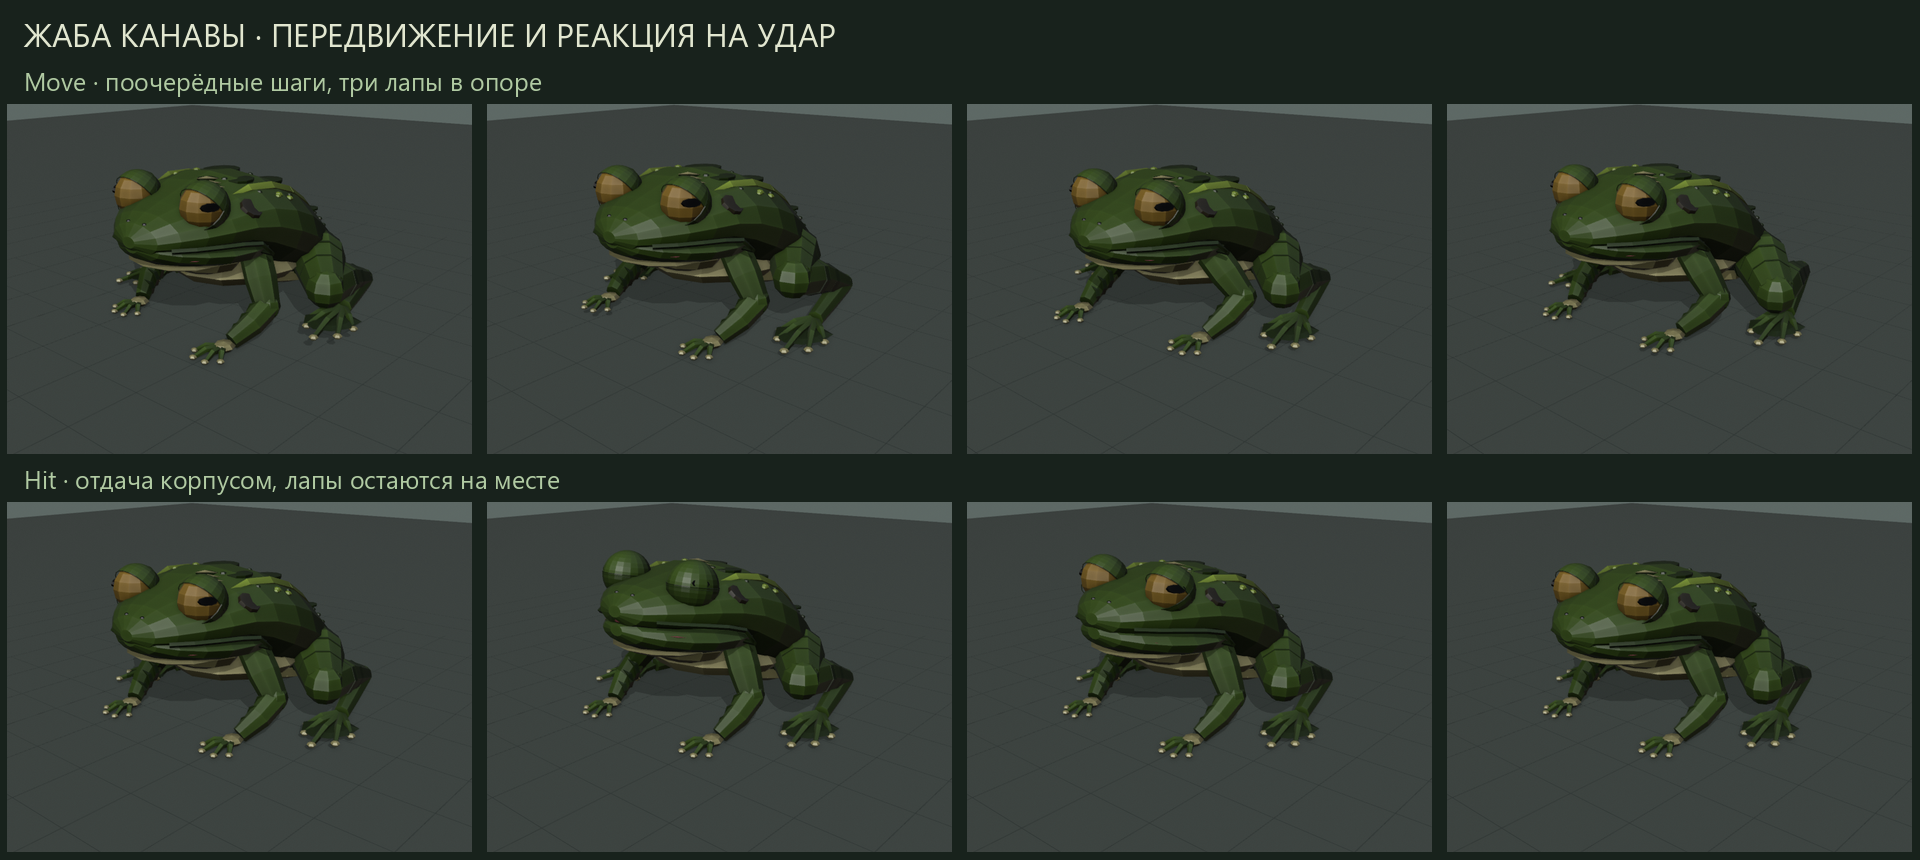 ЖАБА КАНАВЫ · ПЕРЕДВИЖЕНИЕ И РЕАКЦИЯ НА УДАР
Move · поочерёдные шаги, три лапы в опоре
Hit · отдача корпусом, лапы остаются на месте